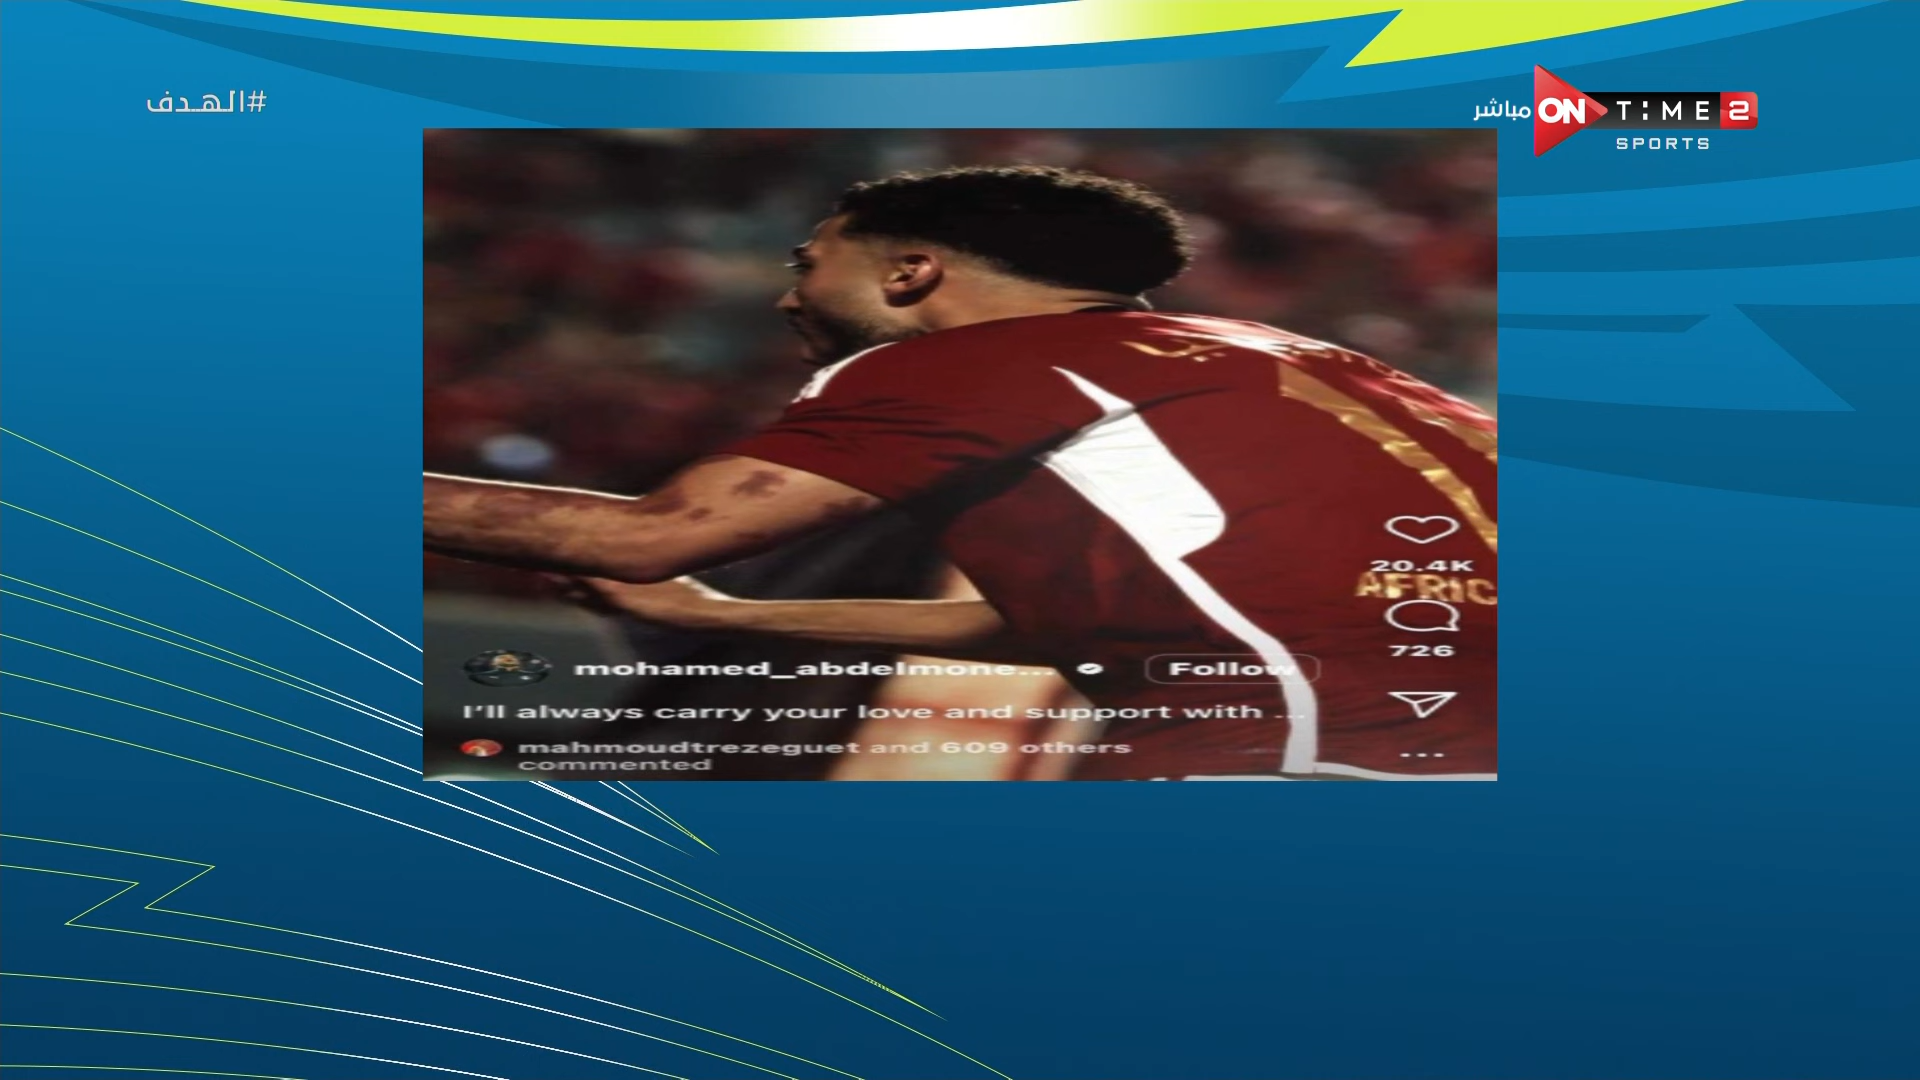 #الهدف
مباشر ON TIME 2
SPORTS
20.4K
AFRIC
726
mohamed_abdelmone... Follow
I'll always carry your love and support with ...
mahmoudtrezeguet and 609 others
commented